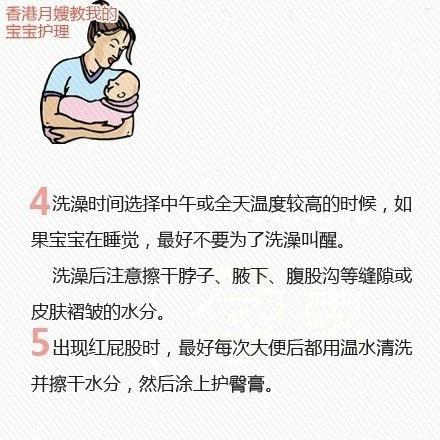 香港月嫂教我的
宝宝护理
4 洗澡时间选择中午或全天温度较高的时候，如
果宝宝在睡觉，最好不要为了洗澡叫醒。
洗澡后注意擦干脖子、腋下、腹股沟等缝隙或
皮肤褶皱的水分。
5 出现红屁股时，最好每次大便后都用温水清洗
并擦干水分，然后涂上护臀膏。